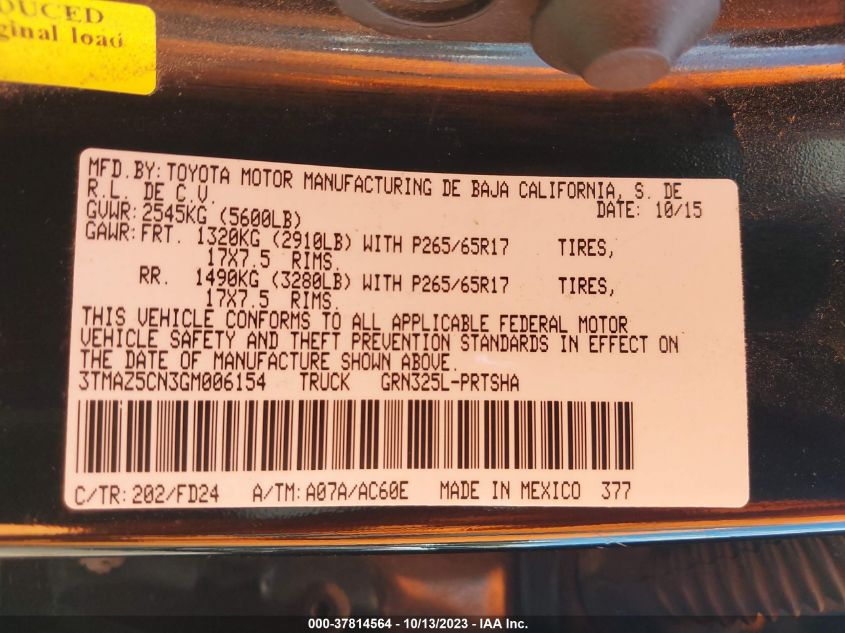 DUCED
ginal load
MFD.BY: TOYOTA MOTOR MANUFACTURING DE BAJA CALIFORNIA, S. DE
R.L. DE C.V.
DATE: 10/15
GVWR: 2545KG (5600LB)
GAWR: FRT. 1320KG (2910LB) WITH P265/65R17 TIRES,
17X7.5 RIMS.
RR. 1490KG (3280LB) WITH P265/65R17 TIRES,
17X7.5 RIMS.
THIS VEHICLE CONFORMS TO ALL APPLICABLE FEDERAL MOTOR
VEHICLE SAFETY AND THEFT PREVENTION STANDARDS IN EFFECT ON
THE DATE OF MANUFACTURE SHOWN ABOVE.
3TMAZ5CN3GM006154 TRUCK GRN325L-PRTSHA
C/TR: 202/FD24 A/TM: A07A/AC60E MADE IN MEXICO 377
000-37814564 - 10/13/2023 - IAA